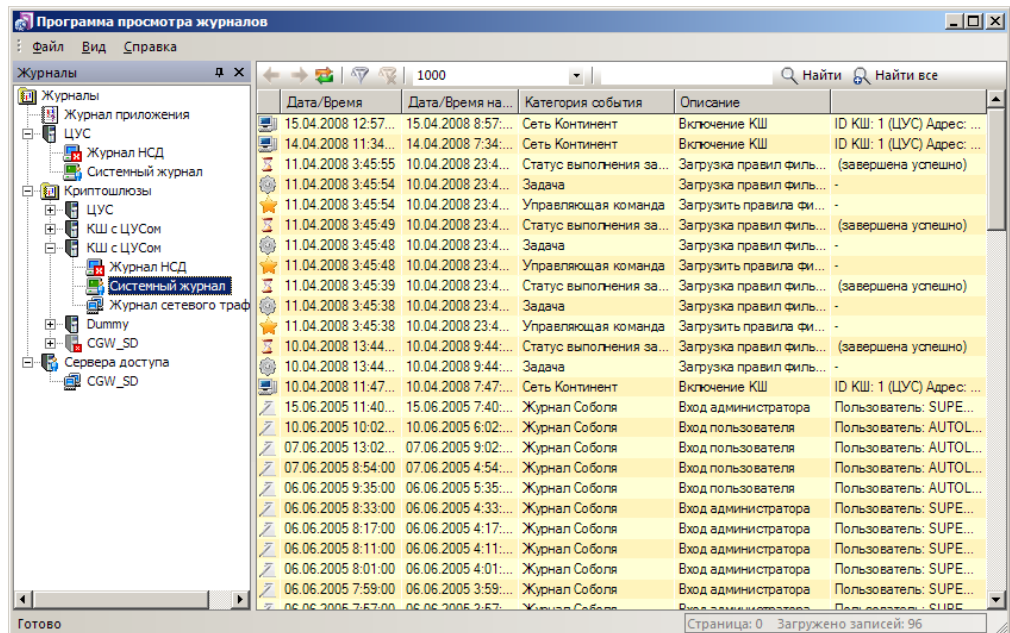 Программа просмотра журналов
Файл Вид Справка
Журналы
1000 Найти Найти все
Журналы
Журнал приложения
ЦУС
Журнал НСД
Системный журнал
Криптошлюзы
ЦУС
КШ с ЦУСом
КШ с ЦУСом
Журнал НСД
Системный журнал
Журнал сетевого траф
Dummy
CGW_SD
Сервера доступа
CGW_SD
Дата/Время Дата/Время на... Категория события Описание
15.04.2008 12:57... 15.04.2008 8:57:... Сеть Континент Включение КШ ID КШ: 1 (ЦУС) Адрес: ...
14.04.2008 11:34... 14.04.2008 7:34:... Сеть Континент Включение КШ ID КШ: 1 (ЦУС) Адрес: ...
11.04.2008 3:45:55 10.04.2008 23:4... Статус выполнения за... Загрузка правил филь... (завершена успешно)
11.04.2008 3:45:54 10.04.2008 23:4... Задача Загрузка правил филь... -
11.04.2008 3:45:54 10.04.2008 23:4... Управляющая команда Загрузить правила фи... -
11.04.2008 3:45:49 10.04.2008 23:4... Статус выполнения за... Загрузка правил филь... (завершена успешно)
11.04.2008 3:45:48 10.04.2008 23:4... Задача Загрузка правил филь... -
11.04.2008 3:45:48 10.04.2008 23:4... Управляющая команда Загрузить правила фи... -
11.04.2008 3:45:39 10.04.2008 23:4... Статус выполнения за... Загрузка правил филь... (завершена успешно)
11.04.2008 3:45:38 10.04.2008 23:4... Задача Загрузка правил филь... -
11.04.2008 3:45:38 10.04.2008 23:4... Управляющая команда Загрузить правила фи... -
10.04.2008 13:44... 10.04.2008 9:44:... Статус выполнения за... Загрузка правил филь... (завершена успешно)
10.04.2008 13:44... 10.04.2008 9:44:... Задача Загрузка правил филь... -
10.04.2008 11:47... 10.04.2008 7:47:... Сеть Континент Включение КШ ID КШ: 1 (ЦУС) Адрес: ...
15.06.2005 11:40... 15.06.2005 7:40:... Журнал Соболя Вход администратора Пользователь: SUPE...
10.06.2005 10:02... 10.06.2005 6:02:... Журнал Соболя Вход пользователя Пользователь: AUTOL...
07.06.2005 13:02... 07.06.2005 9:02:... Журнал Соболя Вход пользователя Пользователь: AUTOL...
07.06.2005 8:54:00 07.06.2005 4:54:... Журнал Соболя Вход пользователя Пользователь: AUTOL...
06.06.2005 9:35:00 06.06.2005 5:35:... Журнал Соболя Вход пользователя Пользователь: AUTOL...
06.06.2005 8:33:00 06.06.2005 4:33:... Журнал Соболя Вход администратора Пользователь: SUPE...
06.06.2005 8:17:00 06.06.2005 4:17:... Журнал Соболя Вход администратора Пользователь: SUPE...
06.06.2005 8:11:00 06.06.2005 4:11:... Журнал Соболя Вход администратора Пользователь: SUPE...
06.06.2005 8:01:00 06.06.2005 4:01:... Журнал Соболя Вход администратора Пользователь: SUPE...
06.06.2005 7:59:00 06.06.2005 3:59:... Журнал Соболя Вход администратора Пользователь: SUPE...
06.06.2005 7:57:00 06.06.2005 3:57:... Журнал Соболя Вход администратора Пользователь: SUPE...
Готово Страница: 0 Загружено записей: 96